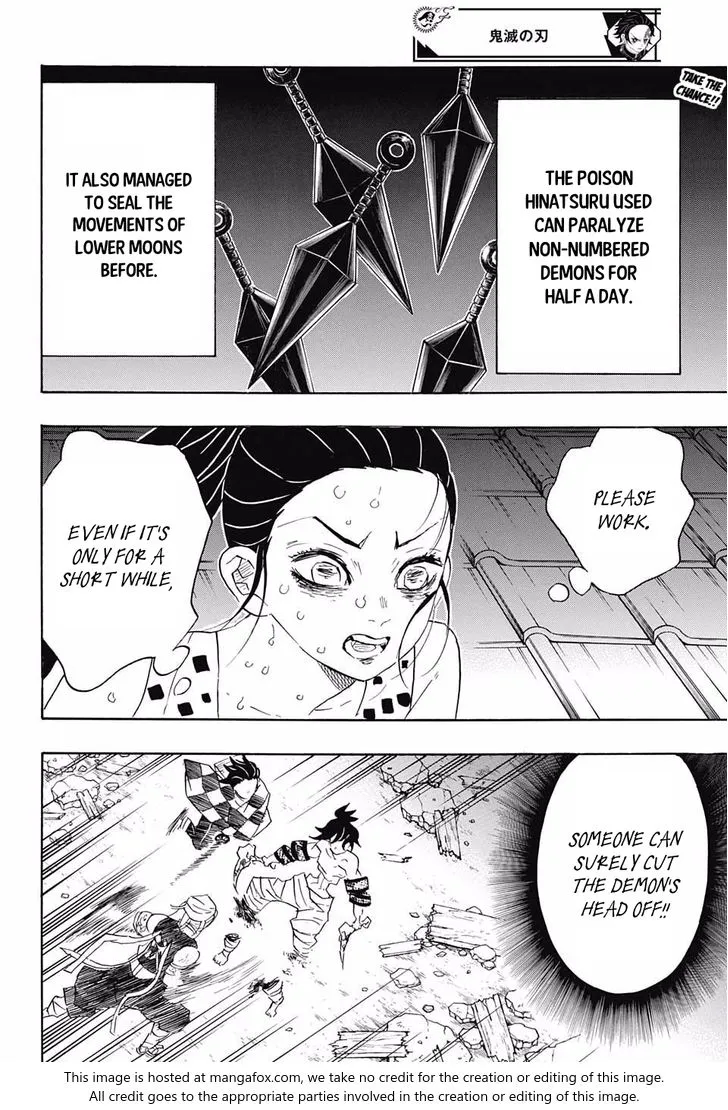 鬼滅の刃
TAKE THE
CHANCE!!
THE POISON
HINATSURU USED
CAN PARALYZE
NON-NUMBERED
DEMONS FOR
HALF A DAY.
IT ALSO MANAGED
TO SEAL THE
MOVEMENTS OF
LOWER MOONS
BEFORE.
PLEASE
WORK.
EVEN IF IT'S
ONLY FOR A
SHORT WHILE,
SOMEONE CAN
SURELY CUT
THE DEMON'S
HEAD OFF!!
This image is hosted at mangafox.com, we take no credit for the creation or editing of this image.
All credit goes to the appropriate parties involved in the creation or editing of this image.